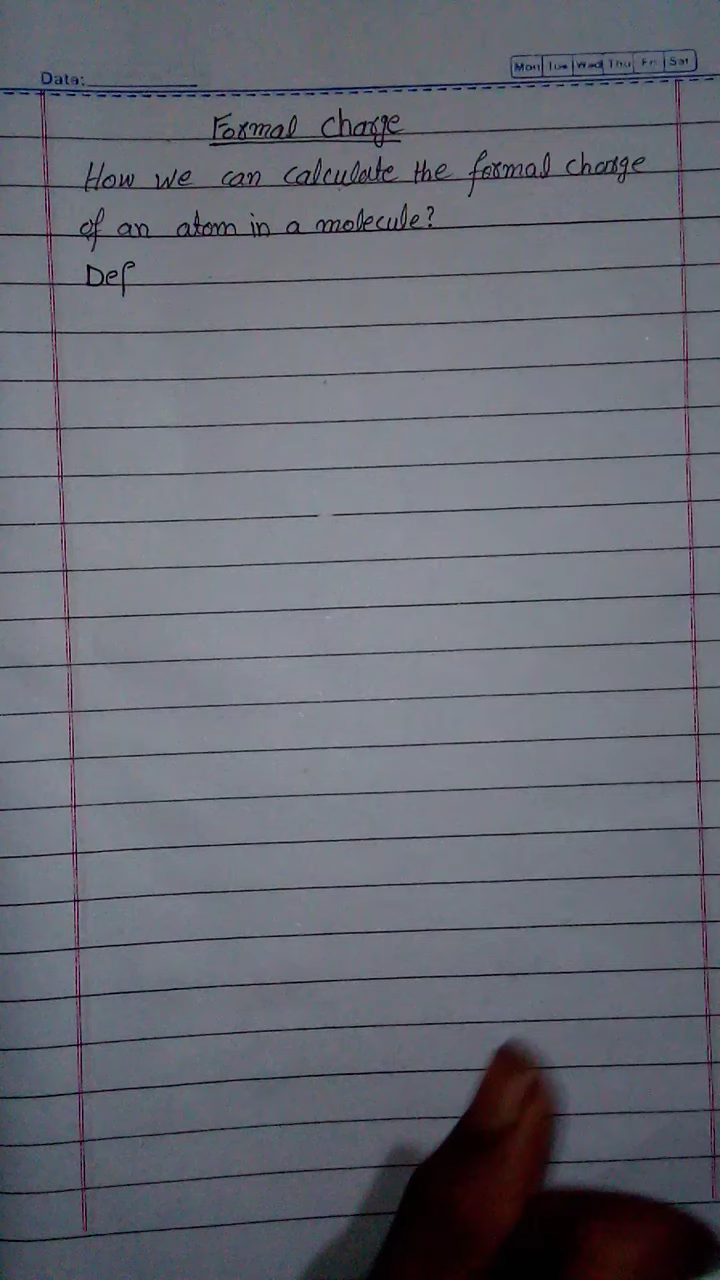 Date:
Mon Tue Wed Thu Fri Sat
Formal Charge
How we can calculate the formal charge
of an atom in a molecule?
Def